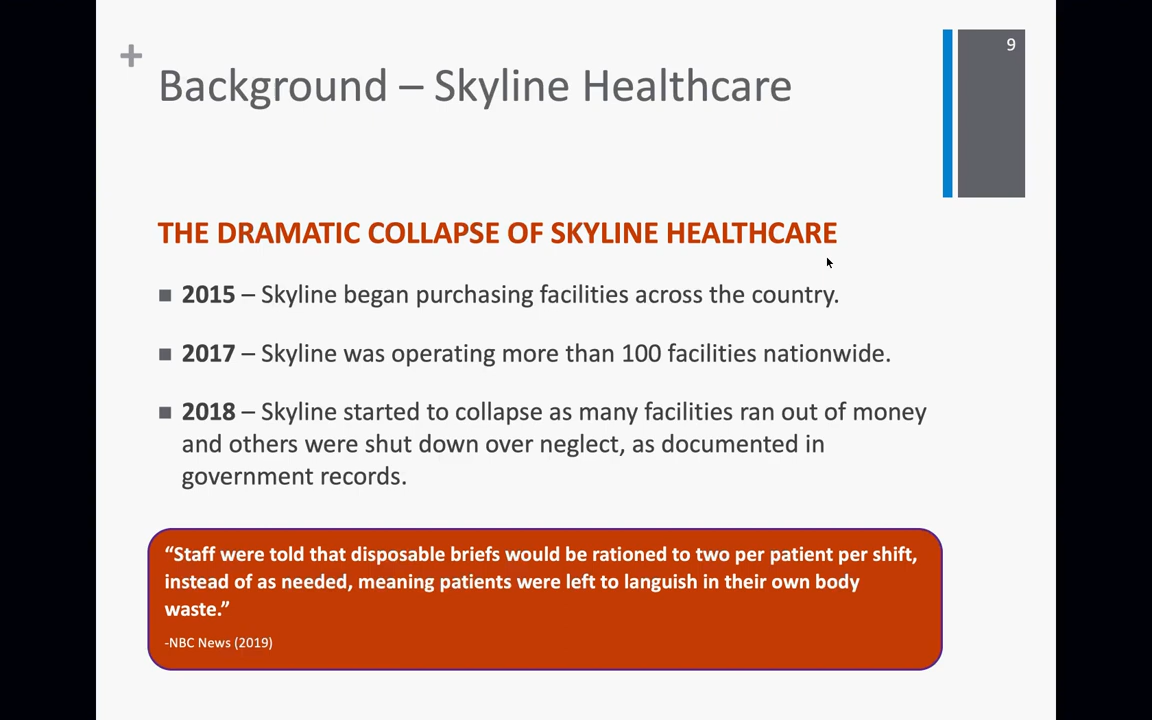 +
9
Background – Skyline Healthcare
THE DRAMATIC COLLAPSE OF SKYLINE HEALTHCARE
■ 2015 – Skyline began purchasing facilities across the country.
■ 2017 – Skyline was operating more than 100 facilities nationwide.
■ 2018 – Skyline started to collapse as many facilities ran out of money
and others were shut down over neglect, as documented in
government records.
“Staff were told that disposable briefs would be rationed to two per patient per shift,
instead of as needed, meaning patients were left to languish in their own body
waste.”
-NBC News (2019)